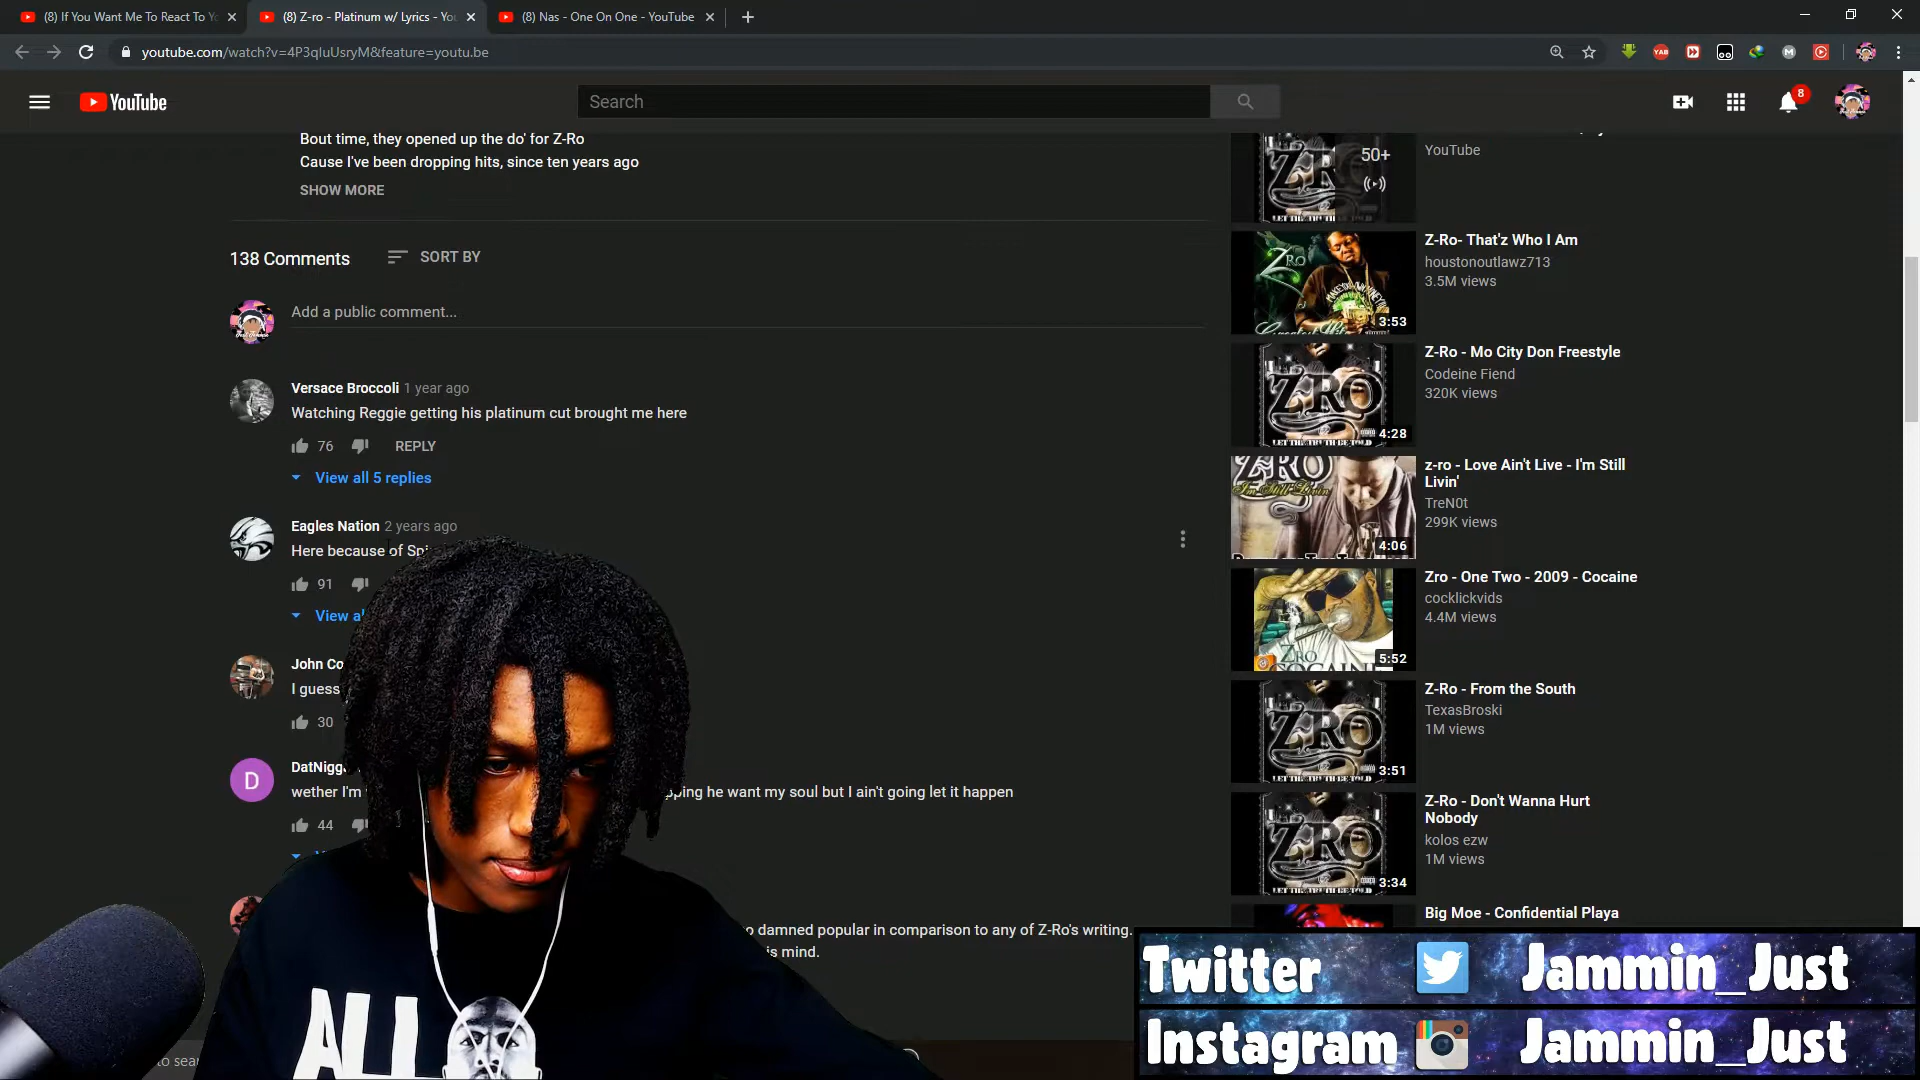 (8) If You Want Me To React To Yo
(8) Z-ro - Platinum w/ Lyrics - You
(8) Nas - One On One - YouTube
youtube.com/watch?v=4P3qIuUsryM&feature=youtu.be
YouTube
Search
8
Bout time, they opened up the do' for Z-Ro
Cause I've been dropping hits, since ten years ago
SHOW MORE
138 Comments
SORT BY
Add a public comment...
Versace Broccoli 1 year ago
Watching Reggie getting his platinum cut brought me here
76
REPLY
View all 5 replies
Eagles Nation 2 years ago
Here because of
91
View
John
I guess
30
wether I'm
he want my soul but I ain't going let it happen
44
D
damned popular in comparison to any of Z-Ro's writing.
mind.
50+
YouTube
Z-Ro- That'z Who I Am
houstonoutlawz713
3.5M views
3:53
Z-Ro - Mo City Don Freestyle
Codeine Fiend
320K views
4:28
z-ro - Love Ain't Live - I'm Still
Livin'
TreN0t
299K views
4:06
Zro - One Two - 2009 - Cocaine
cocklickvids
4.4M views
5:52
Z-Ro - From the South
TexasBroski
1M views
3:51
Z-Ro - Don't Wanna Hurt
Nobody
kolos ezw
1M views
3:34
Big Moe - Confidential Playa
ALL
Twitter Jammin_Just
Instagram Jammin_Just